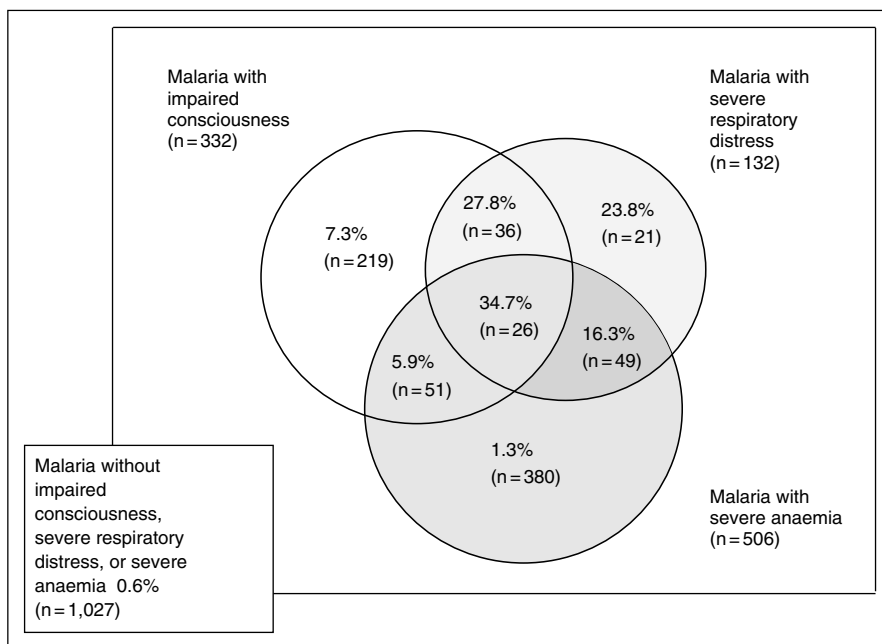 Malaria with
impaired
consciousness
(n=332)
Malaria with
severe
respiratory
distress
(n=132)
27.8%
(n=36)
23.8%
(n=21)
7.3%
(n=219)
34.7%
(n=26)
16.3%
(n=49)
5.9%
(n=51)
1.3%
(n=380)
Malaria with
severe anaemia
(n=506)
Malaria without
impaired
consciousness,
severe respiratory
distress, or severe
anaemia 0.6%
(n=1,027)